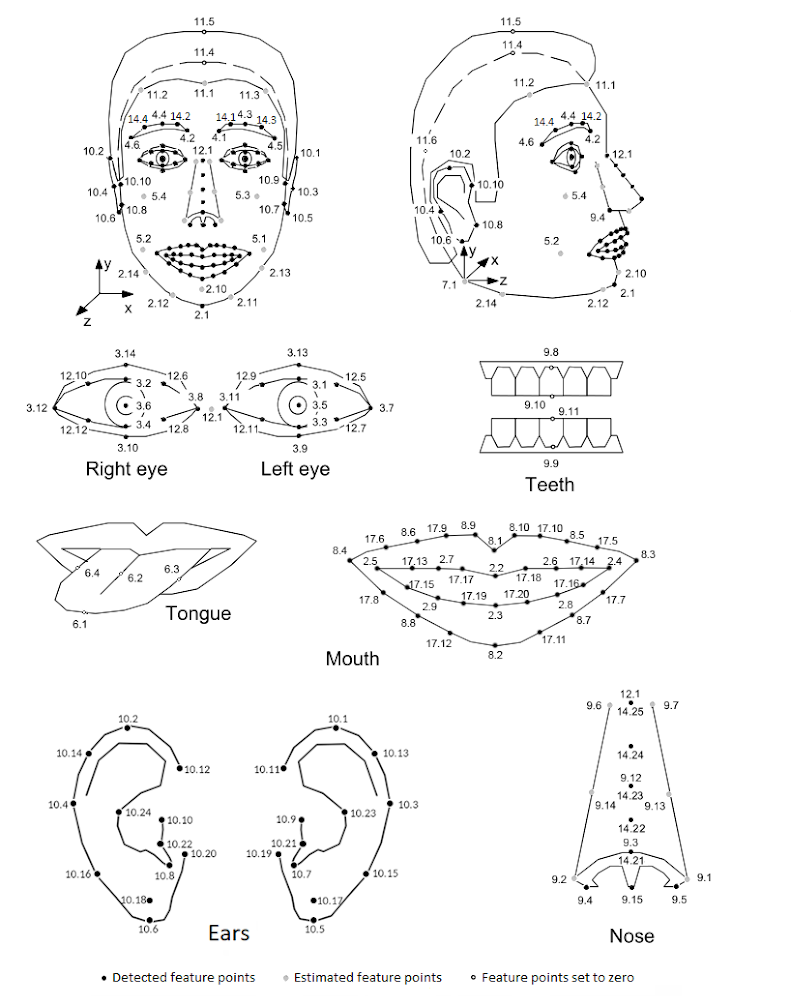 11.5 11.5
11.4 11.4
11.2 11.1 11.3 11.2 11.1
14.4 4.4 14.2 14.1 4.3 14.3 14.4 4.4 14.2
4.6 4.2 4.1 4.5 4.6 4.2
11.6
10.2 12.1 10.1 10.2 12.1
10.10 10.9 10.10
10.4 5.4 5.3 10.3 5.4
10.6 10.8 10.7 10.5 10.4 10.8 9.4
5.2 5.1 10.6 5.2
y y
x
2.14 2.13 z 2.10
x 2.12 2.10 2.11 7.1 2.14 2.12 2.1
z 2.1
3.14 3.13 9.8
12.10 12.6 12.9 12.5
3.2 3.1
3.12 3.6 3.8 3.11 3.5 3.7
12.1
3.4 3.3
12.12 12.8 12.11 12.7
3.10 3.9
9.10 9.11
9.9
Right eye Left eye
Teeth
6.4 6.2 6.3
6.1
Tongue
17.6 8.6 17.9 8.9 8.1 8.10 17.10 8.5 17.5
8.4 8.3
2.5 17.13 2.7 2.2 2.6 17.14 2.4
17.17 17.18
17.15 17.16
17.8 2.9 17.19 2.3 17.20 2.8 17.7
8.8 8.7
17.12 8.2 17.11
Mouth
10.2 10.1
10.14 10.12 10.11 10.13
10.4 10.24 10.10 10.9 10.23 10.3
10.22 10.21
10.20 10.19
10.16 10.8 10.7 10.15
10.18 10.17
10.6 10.5
Ears
12.1
9.6 9.7
14.25
14.24
9.12
14.23
9.14 9.13
14.22
9.3
14.21
9.2 9.1
9.4 9.15 9.5
Nose
Detected feature points Estimated feature points Feature points set to zero